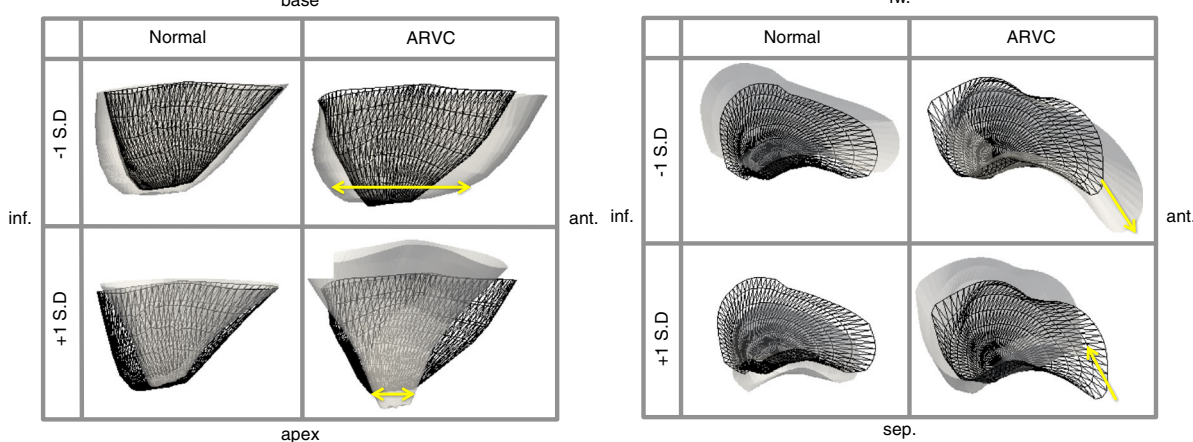 base
Normal ARVC
-1 S.D
inf. ant.
+1 S.D
apex
fw.
Normal ARVC
-1 S.D
inf. ant.
+1 S.D
sep.